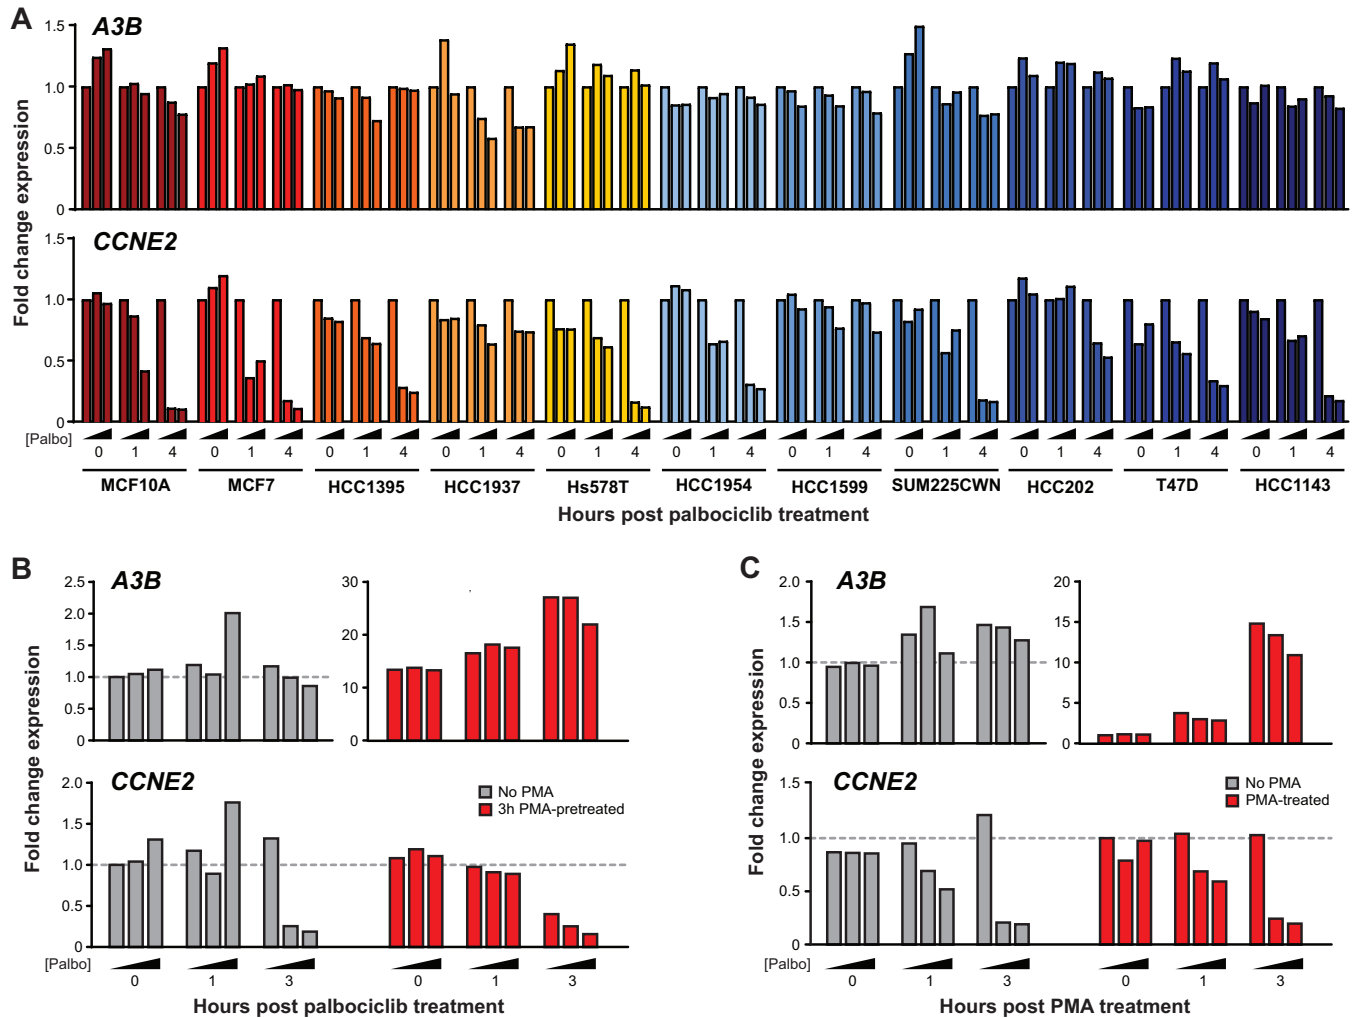 A
A3B
Fold change expression
1.5
1.0
0.5
0
CCNE2
1.5
1.0
0.5
0
[Palbo]
0 1 4 0 1 4 0 1 4 0 1 4 0 1 4 0 1 4 0 1 4 0 1 4 0 1 4 0 1 4 0 1 4
MCF10A MCF7 HCC1395 HCC1937 Hs578T HCC1954 HCC1599 SUM225CWN HCC202 T47D HCC1143
Hours post palbociclib treatment
B
A3B
Fold change expression
2.5
2.0
1.5
1.0
0.5
0
30
20
10
0
CCNE2
2.0
1.5
1.0
0.5
0
No PMA
3h PMA-pretreated
[Palbo]
0 1 3 0 1 3
Hours post palbociclib treatment
C
A3B
Fold change expression
2.0
1.5
1.0
0.5
0
20
15
10
5
0
CCNE2
1.5
1.0
0.5
0
No PMA
PMA-treated
[Palbo]
0 1 3 0 1 3
Hours post PMA treatment